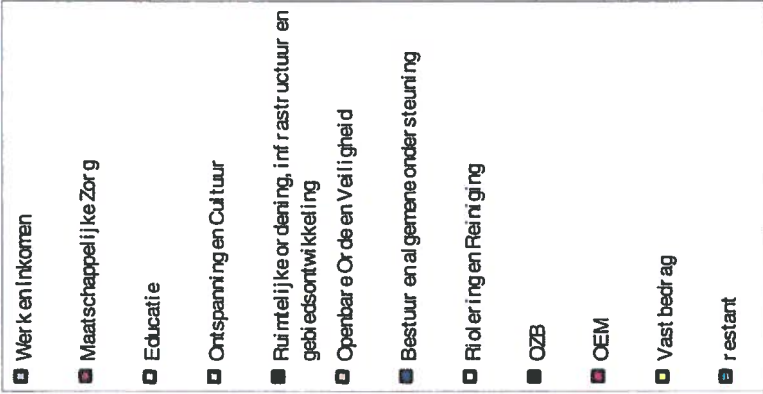 Werk en Inkomen
Maatschappelijke Zorg
Educatie
Ontspanning en Cultuur
Ruimtelijke ordening, infrastructuur en
gebiedsontwikkeling
Openbare Orde en Veiligheid
Bestuur en algemene ondersteuning
Riolering en Reiniging
OZB
OEM
Vast bedrag
restant